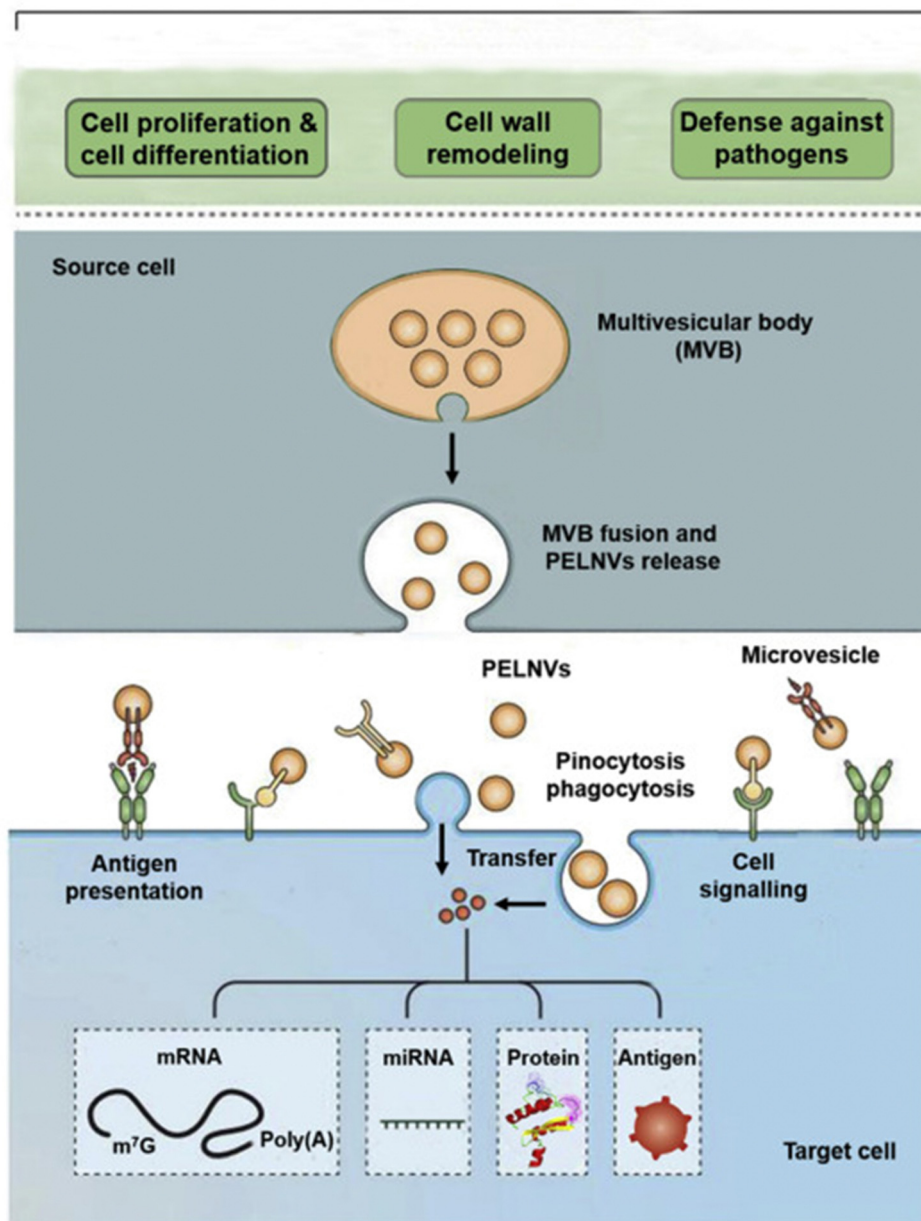 Cell proliferation &
cell differentiation
Cell wall
remodeling
Defense against
pathogens
Source cell
Multivesicular body
(MVB)
MVB fusion and
PELNVs release
PELNVs
Microvesicle
Pinocytosis
phagocytosis
Antigen
presentation
Transfer
Cell
signalling
mRNA
m⁷G
Poly(A)
miRNA
Protein
Antigen
Target cell